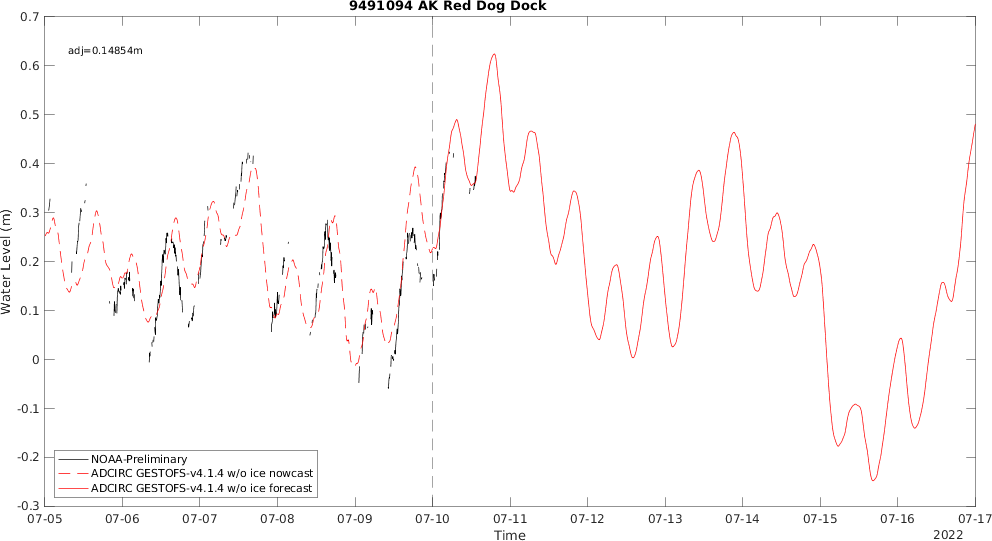 9491094 AK Red Dog Dock
0.7
adj=0.14854m
0.6
0.5
0.4
0.3
0.2
0.1
0
-0.1
-0.2
-0.3
Water Level (m)
NOAA-Preliminary
ADCIRC GESTOFS-v4.1.4 w/o ice nowcast
ADCIRC GESTOFS-v4.1.4 w/o ice forecast
07-05 07-06 07-07 07-08 07-09 07-10 07-11 07-12 07-13 07-14 07-15 07-16 07-17
Time
2022